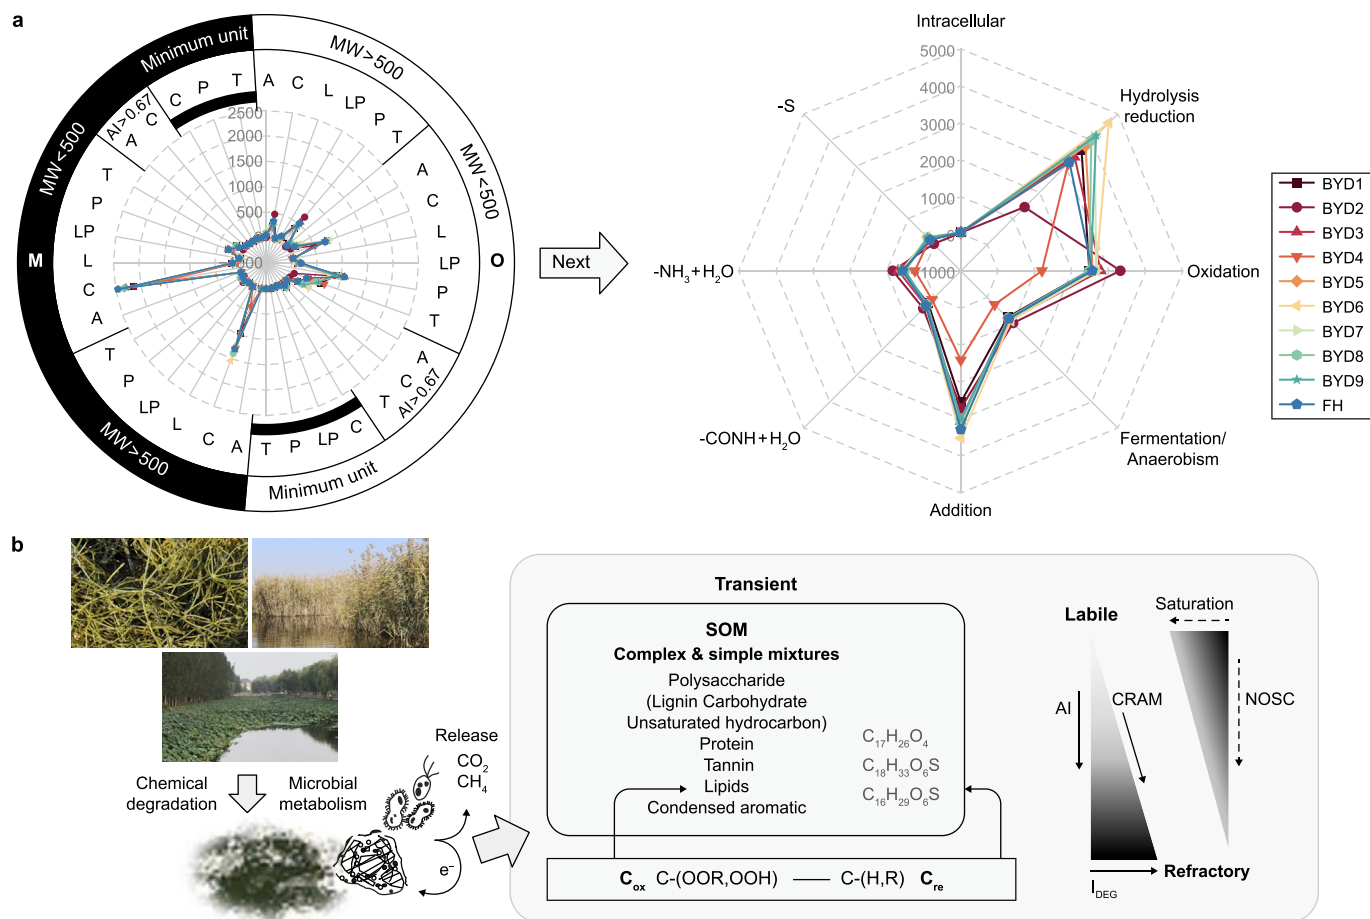 a
Minimum unit
MW>500
MW<500
O
AI>0.67
Minimum unit
MW>500
M
MW<500
AI>0.67
A
C
L
LP
P
T
A
C
L
LP
P
T
A
C
T
C
LP
P
T
A
C
L
LP
P
T
A
C
L
LP
P
T
A
C
C
P
T
2500
2000
1500
1000
500
Next
Intracellular
Hydrolysis
reduction
Oxidation
Fermentation/
Anaerobism
Addition
-CONH+H2O
-NH3+H2O
-S
5000
4000
3000
2000
1000
1000
BYD1
BYD2
BYD3
BYD4
BYD5
BYD6
BYD7
BYD8
BYD9
FH
b
Chemical
degradation
Microbial
metabolism
Release
CO2
CH4
e−
Transient
SOM
Complex & simple mixtures
Polysaccharide
(Lignin Carbohydrate
Unsaturated hydrocarbon)
Protein
Tannin
Lipids
Condensed aromatic
C17H26O4
C18H33O6S
C16H29O6S
Cox C-(OOR,OOH) —— C-(H,R) Cre
Labile
Saturation
AI
CRAM
NOSC
IDEG
Refractory